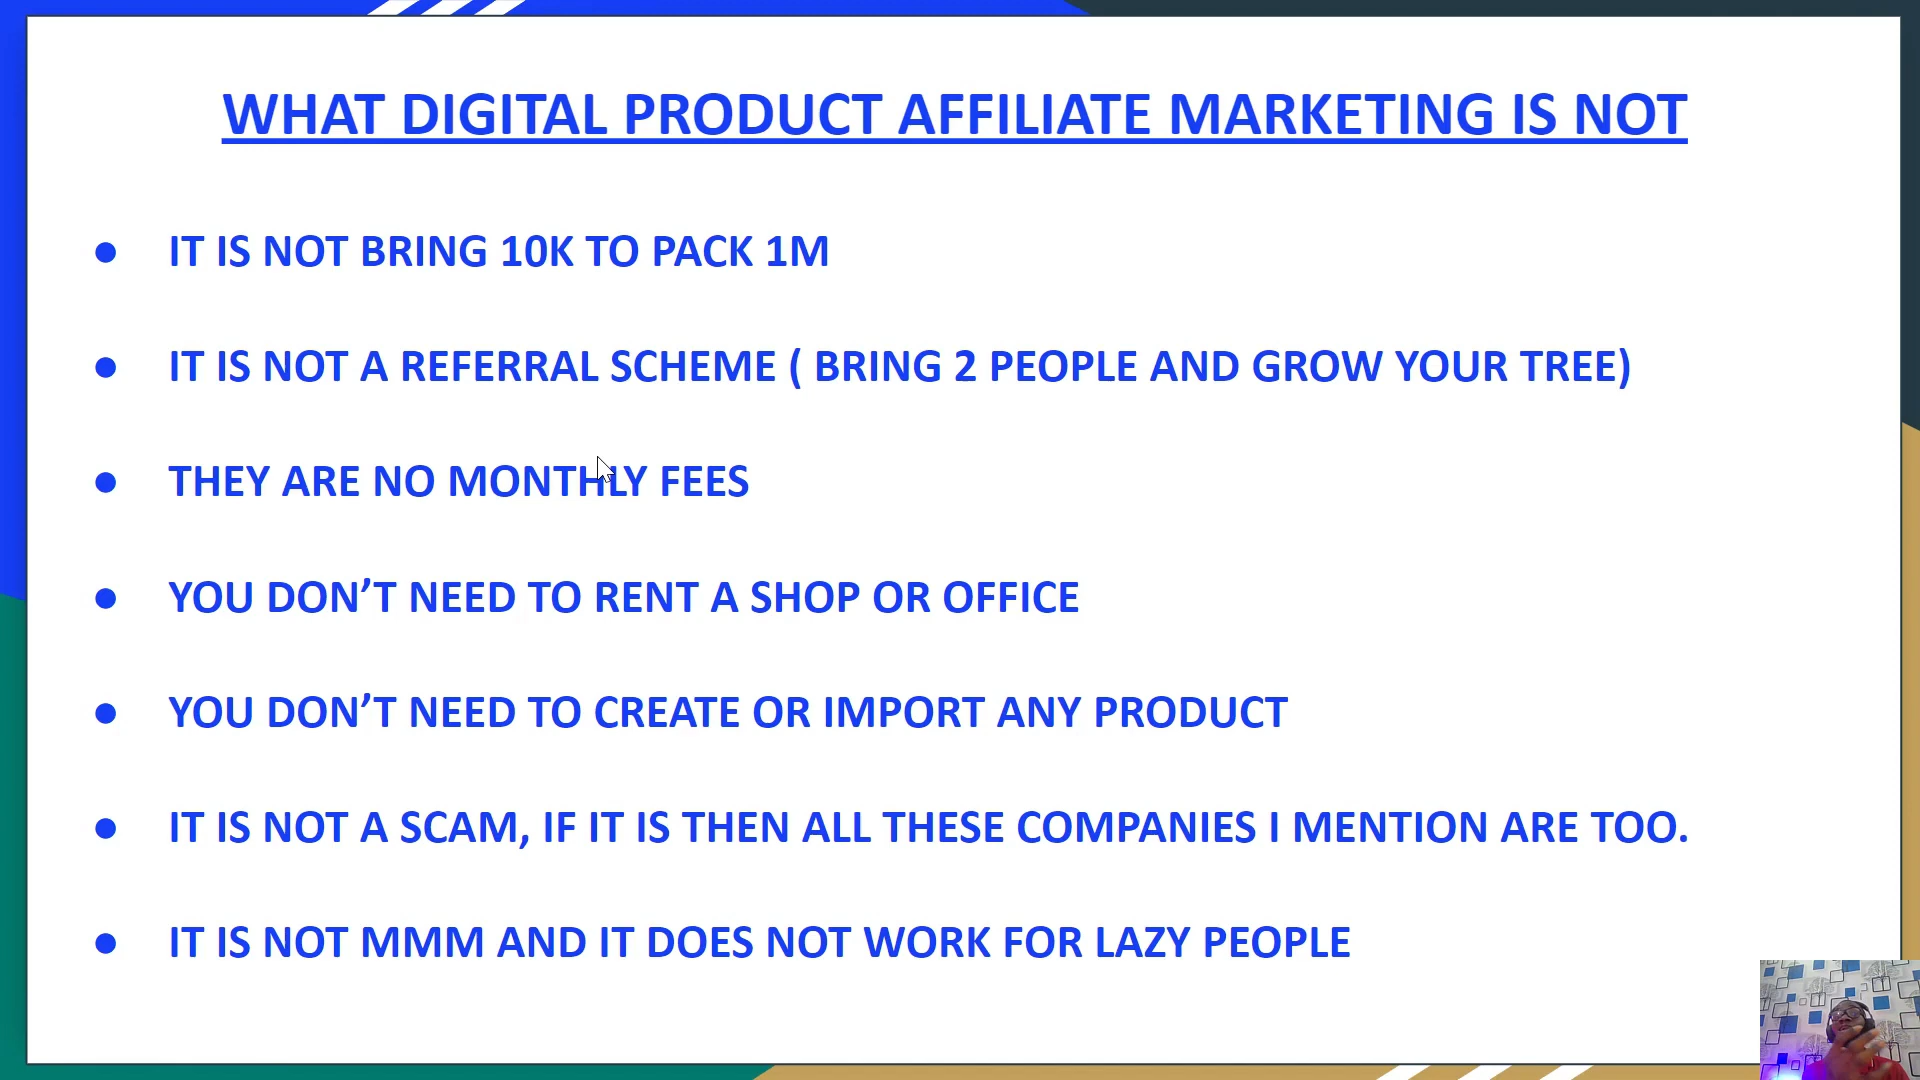 WHAT DIGITAL PRODUCT AFFILIATE MARKETING IS NOT
● IT IS NOT BRING 10K TO PACK 1M
● IT IS NOT A REFERRAL SCHEME ( BRING 2 PEOPLE AND GROW YOUR TREE)
● THEY ARE NO MONTHLY FEES
● YOU DON’T NEED TO RENT A SHOP OR OFFICE
● YOU DON’T NEED TO CREATE OR IMPORT ANY PRODUCT
● IT IS NOT A SCAM, IF IT IS THEN ALL THESE COMPANIES I MENTION ARE TOO.
● IT IS NOT MMM AND IT DOES NOT WORK FOR LAZY PEOPLE